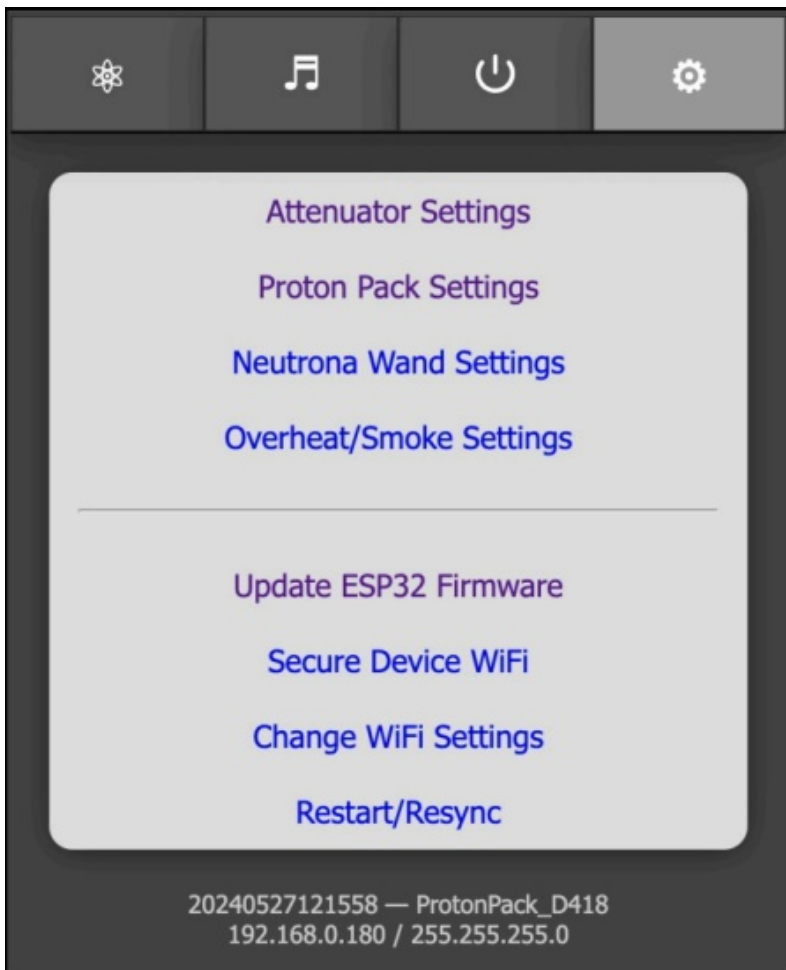 Attenuator Settings
Proton Pack Settings
Neutrona Wand Settings
Overheat/Smoke Settings
Update ESP32 Firmware
Secure Device WiFi
Change WiFi Settings
Restart/Resync
20240527121558 — ProtonPack_D418
192.168.0.180 / 255.255.255.0